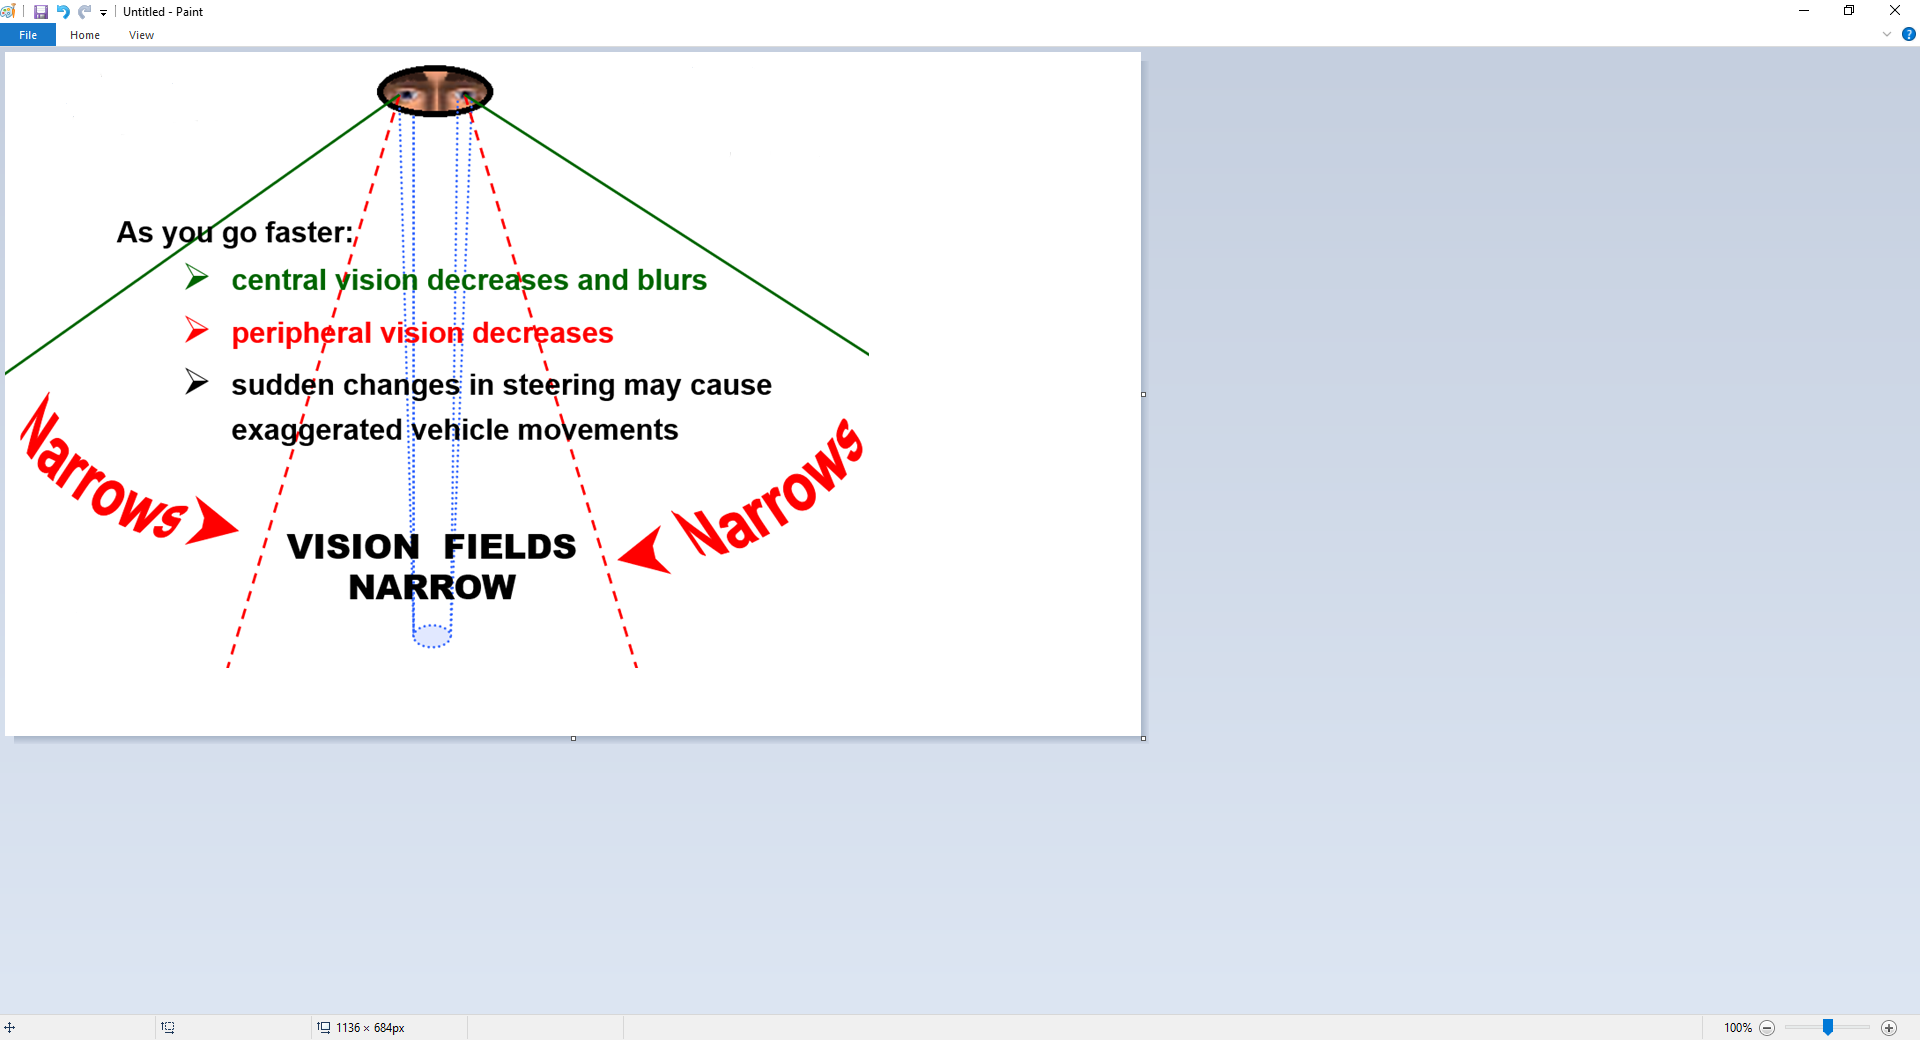 Untitled - Paint
File Home View
As you go faster:
central vision decreases and blurs
peripheral vision decreases
sudden changes in steering may cause
exaggerated vehicle movements
Narrows
Narrows
VISION FIELDS
NARROW
1136 × 684px
100%